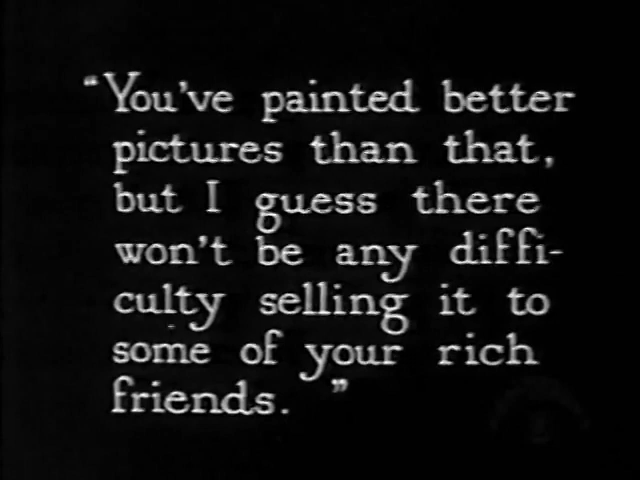 “You've painted better
pictures than that,
but I guess there
won't be any diffi-
culty selling it to
some of your rich
friends. ”